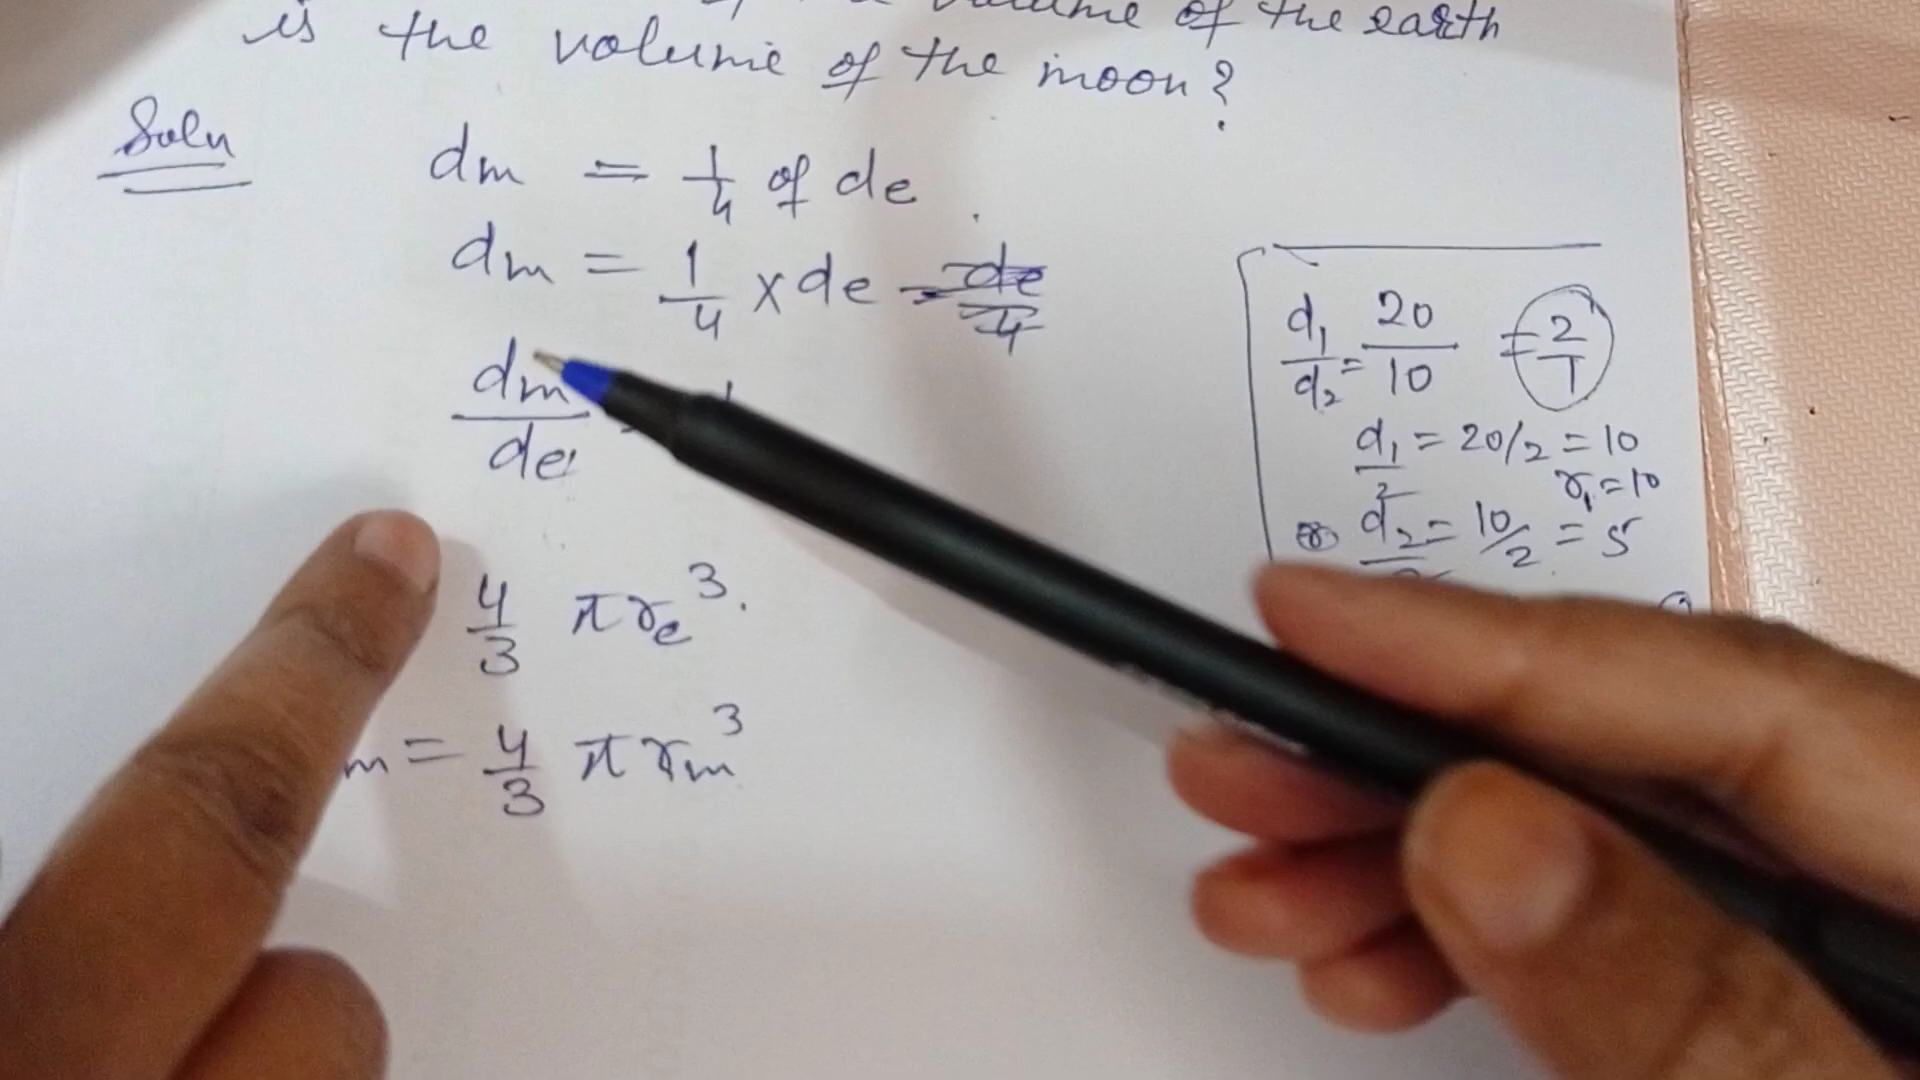 of the earth
is the volume of the moon?
Soln
dm = 1/4 of de
dm = 1/4 × de
dm/de
4/3 πre³.
m = 4/3 πrm³
d₁/d₂ = 20/10 = 2/1
d₁/2 = 20/2 = 10
r₁ = 10
d₂ = 10/2 = 5